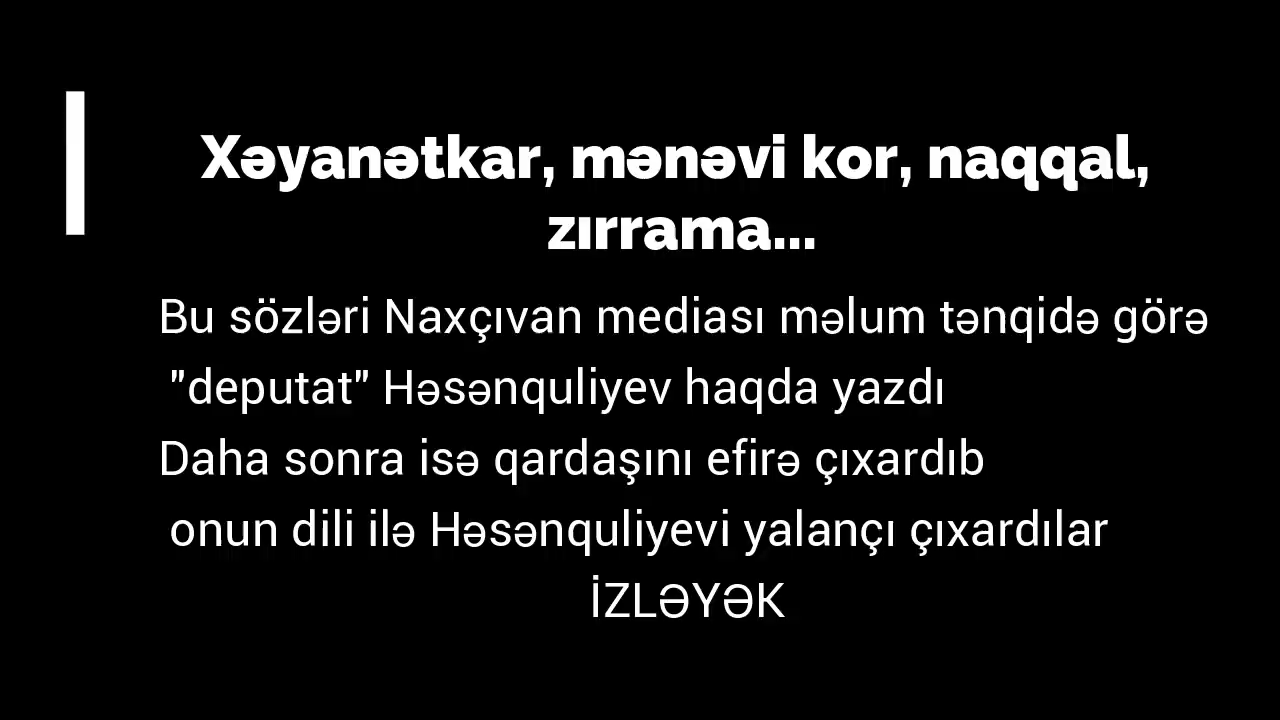 Xəyanətkar, mənəvi kor, naqqal,
zırrama...
Bu sözləri Naxçıvan mediası məlum tənqidə görə
"deputat" Həsənquliyev haqda yazdı
Daha sonra isə qardaşını efirə çıxardıb
onun dili ilə Həsənquliyevi yalançı çıxardılar
İZLƏYƏK